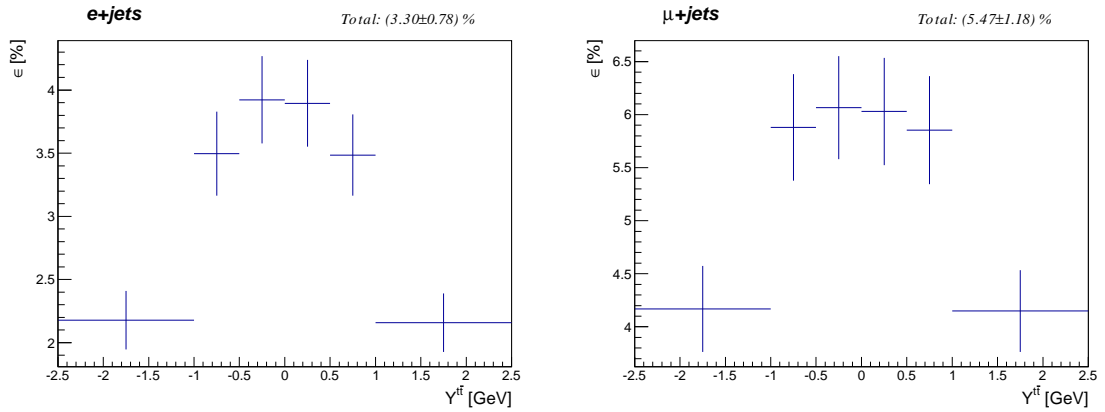 e+jets
Total: (3.30±0.78) %
∈ [%]
4
3.5
3
2.5
2
-2.5 -2 -1.5 -1 -0.5 0 0.5 1 1.5 2 2.5
Y^{tt̄} [GeV]
μ+jets
Total: (5.47±1.18) %
∈ [%]
6.5
6
5.5
5
4.5
4
-2.5 -2 -1.5 -1 -0.5 0 0.5 1 1.5 2 2.5
Y^{tt̄} [GeV]